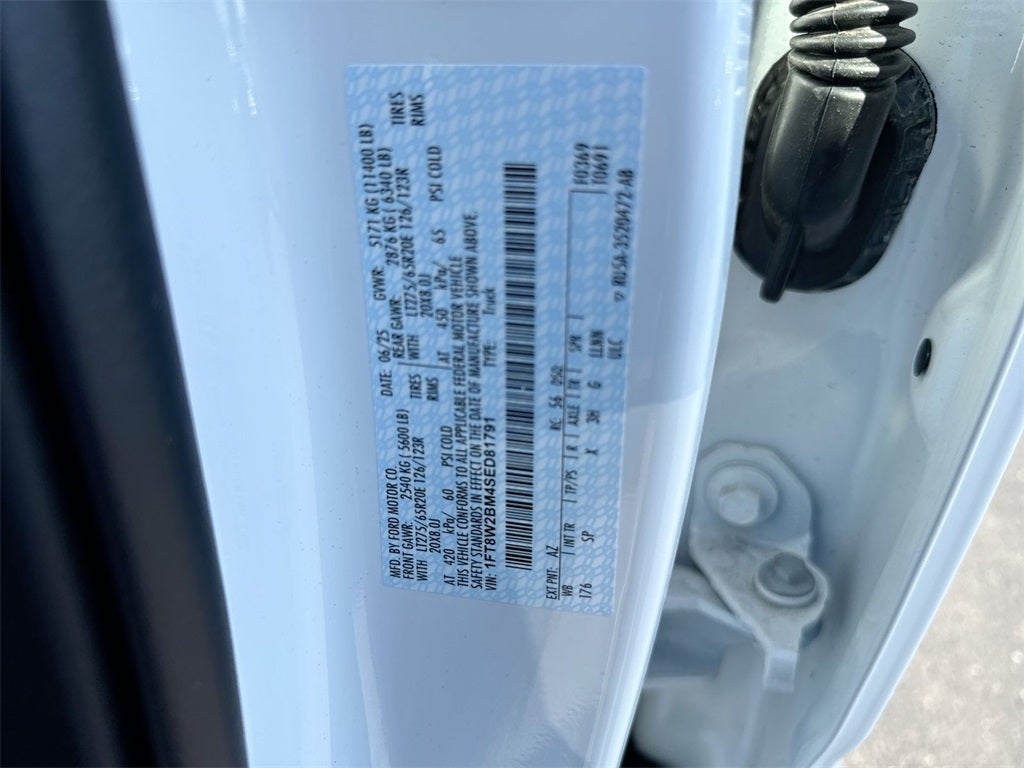 MFD. BY FORD MOTOR CO.
DATE: 06/25 GVWR: 5171 KG (11400 LB)
FRONT GAWR: 2540 KG (5600 LB) REAR GAWR: 2876 KG (6340 LB)
WITH LT275/65R20E 126/123R TIRES WITH LT275/65R20E 126/123R TIRES
20X8.0J RIMS 20X8.0J RIMS
AT 420 kPa/ 60 PSI COLD AT 450 kPa/ 65 PSI COLD
THIS VEHICLE CONFORMS TO ALL APPLICABLE FEDERAL MOTOR VEHICLE
SAFETY STANDARDS IN EFFECT ON THE DATE OF MANUFACTURE SHOWN ABOVE.
VIN: 1FT8W2BM4SED81791 TYPE: Truck
EXT PNT: AZ RC: 56 DSO: F0369
WB INT TR TP/PS R AXLE TR SPR F0691
176 SP X 3H G LLNN
ULC RU5A-3520472-AB